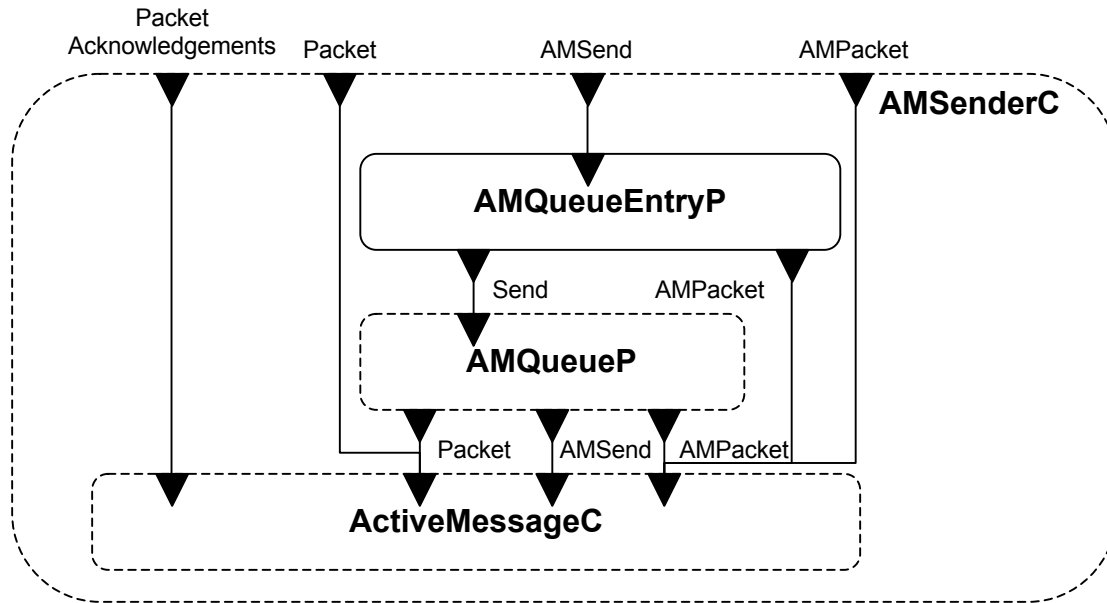 Packet
Acknowledgements
Packet
AMSend
AMPacket
AMSenderC
AMQueueEntryP
Send
AMPacket
AMQueueP
Packet
AMSend
AMPacket
ActiveMessageC